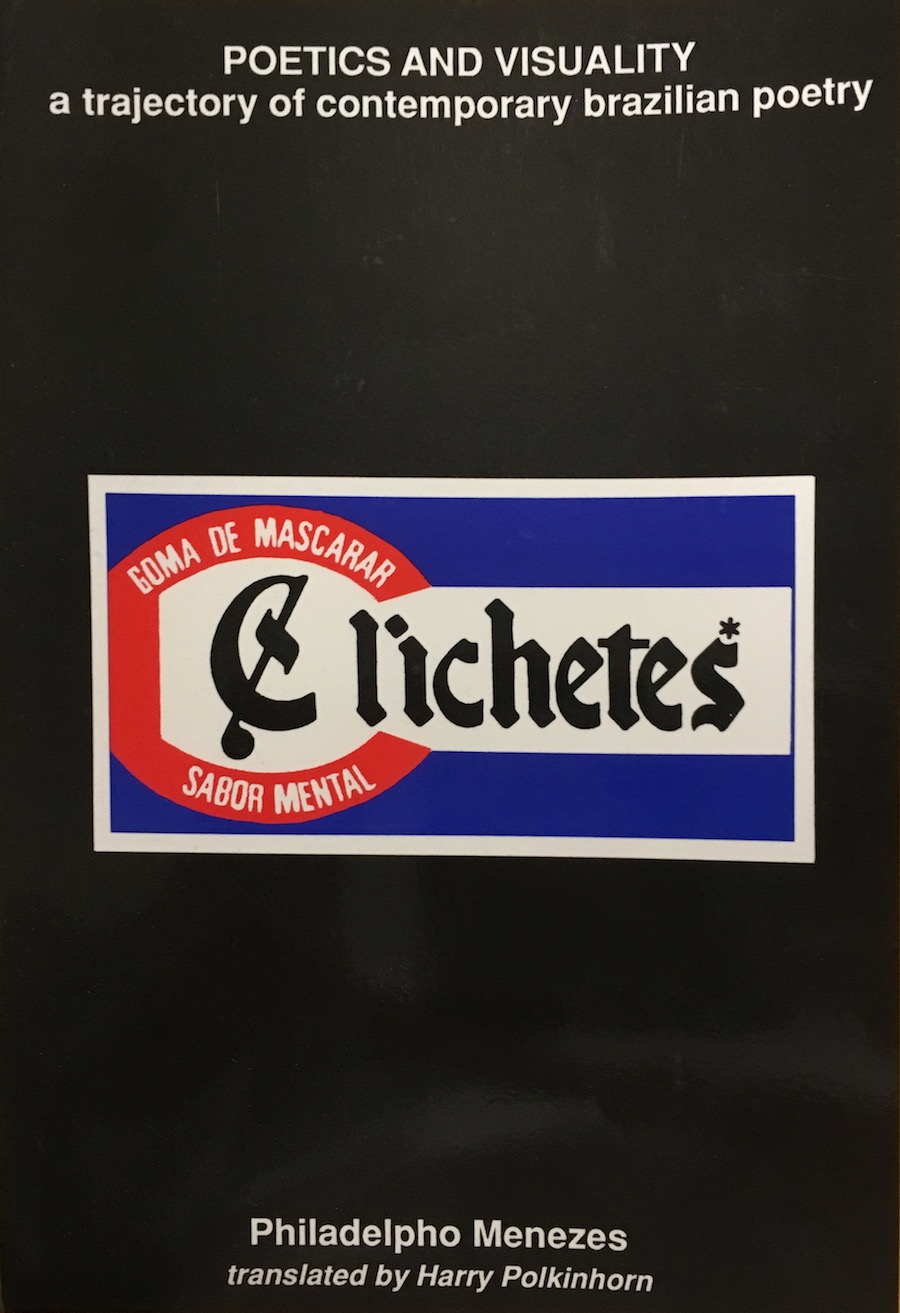 POETICS AND VISUALITY
a trajectory of contemporary brazilian poetry
GOMA DE MASCARAR
Clichetes*
SABOR MENTAL
Philadelpho Menezes
translated by Harry Polkinhorn